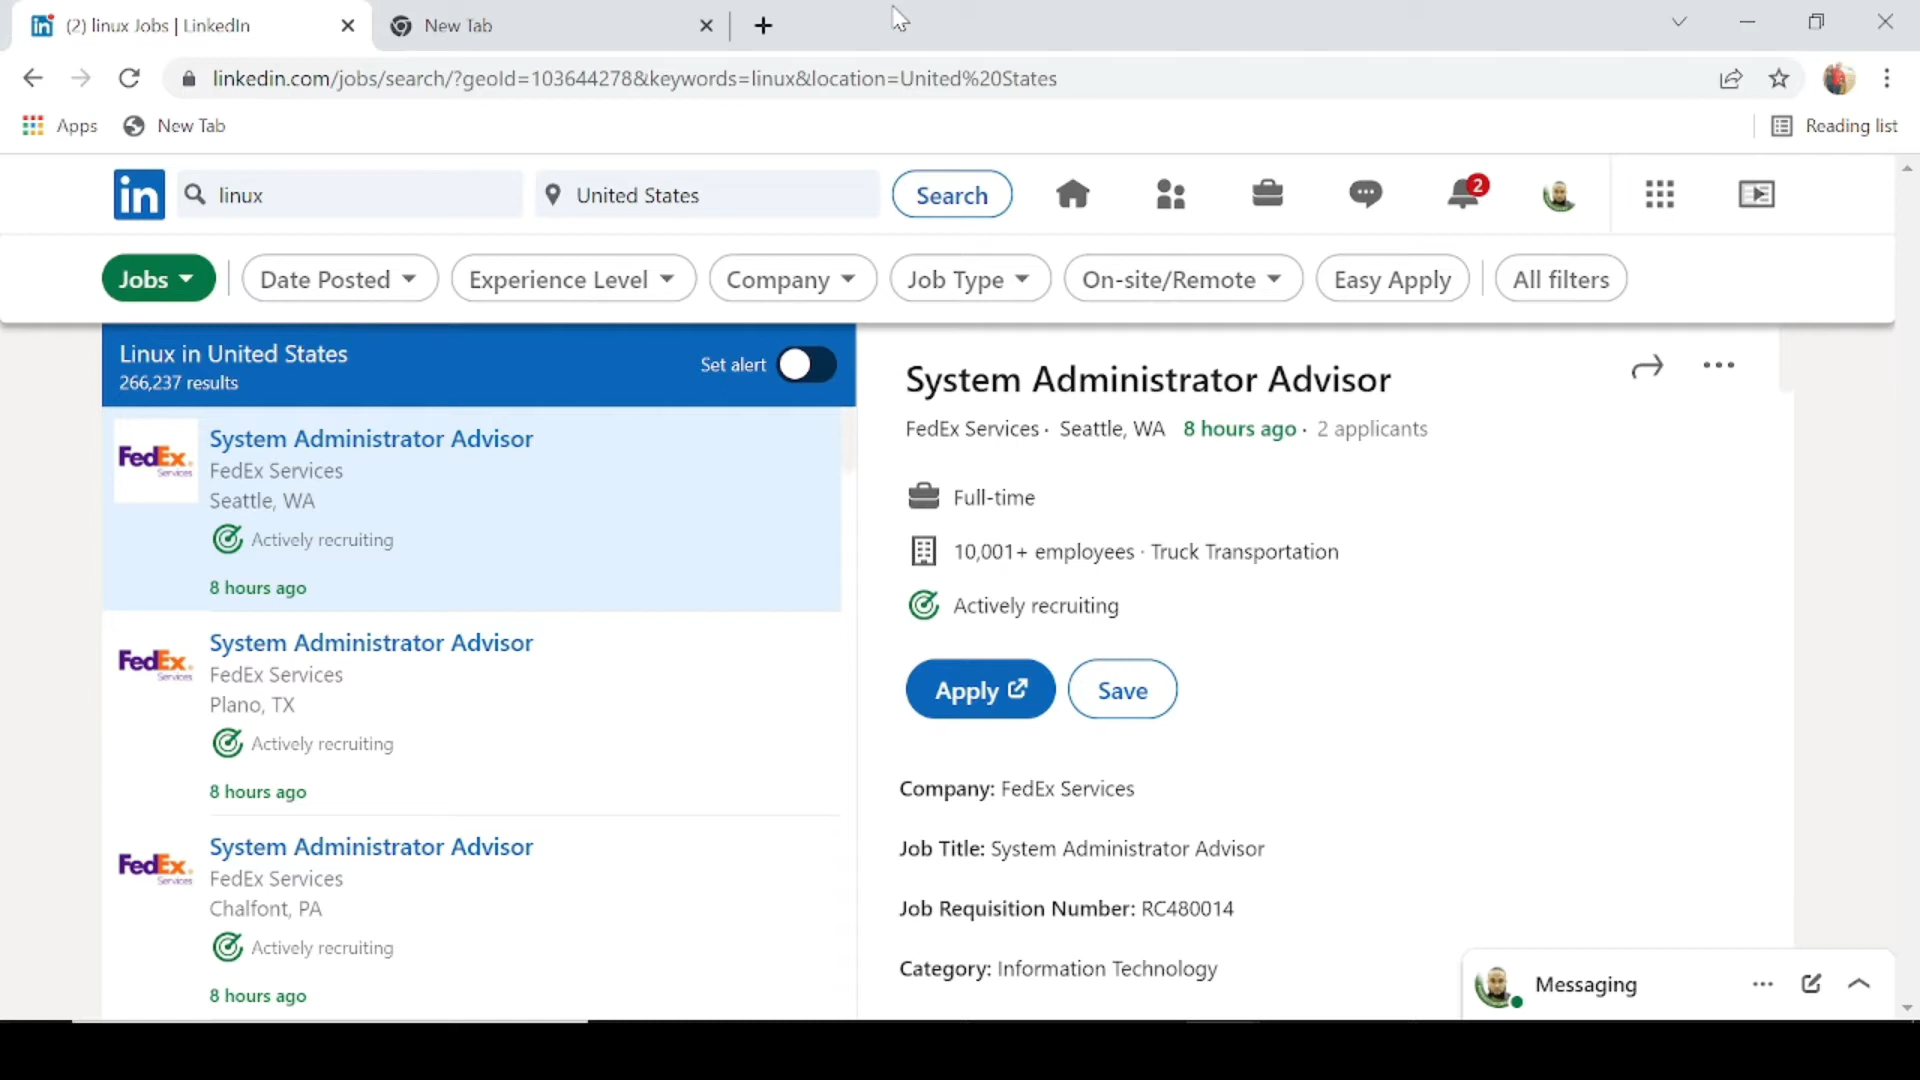 (2) linux Jobs | LinkedIn
New Tab
linkedin.com/jobs/search/?geoId=103644278&keywords=linux&location=United%20States
Apps
New Tab
Reading list
in
linux
United States
Search
2
Jobs
Date Posted
Experience Level
Company
Job Type
On-site/Remote
Easy Apply
All filters
Linux in United States
266,237 results
Set alert
FedEx Services
System Administrator Advisor
FedEx Services
Seattle, WA
Actively recruiting
8 hours ago
FedEx Services
System Administrator Advisor
FedEx Services
Plano, TX
Actively recruiting
8 hours ago
FedEx Services
System Administrator Advisor
FedEx Services
Chalfont, PA
Actively recruiting
8 hours ago
System Administrator Advisor
FedEx Services · Seattle, WA 8 hours ago · 2 applicants
Full-time
10,001+ employees · Truck Transportation
Actively recruiting
Apply
Save
Company: FedEx Services
Job Title: System Administrator Advisor
Job Requisition Number: RC480014
Category: Information Technology
Messaging